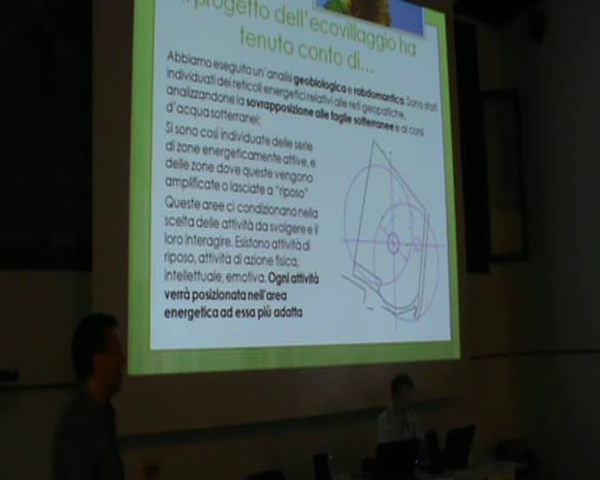 progetto dell'ecovillaggio ha
tenuto conto di...
Abbiamo eseguito un'analisi geobiologica e rabdomantica. Sono stati
individuati dei reticoli energetici relativi alle reti geopatiche,
analizzandone la sovrapposizione alle faglie sotterranee e ai corsi
d'acqua sotterranei;
Si sono così individuate delle serie
di zone energeticamente attive, e
delle zone dove queste vengono
amplificate o lasciate a "riposo"
Queste aree ci condizionano nella
scelta delle attività da svolgere e il
loro interagire. Esistono attività di
riposo, attività di azione fisica,
intellettuale, emotiva. Ogni attività
verrà posizionata nell'area
energetica ad essa più adatta